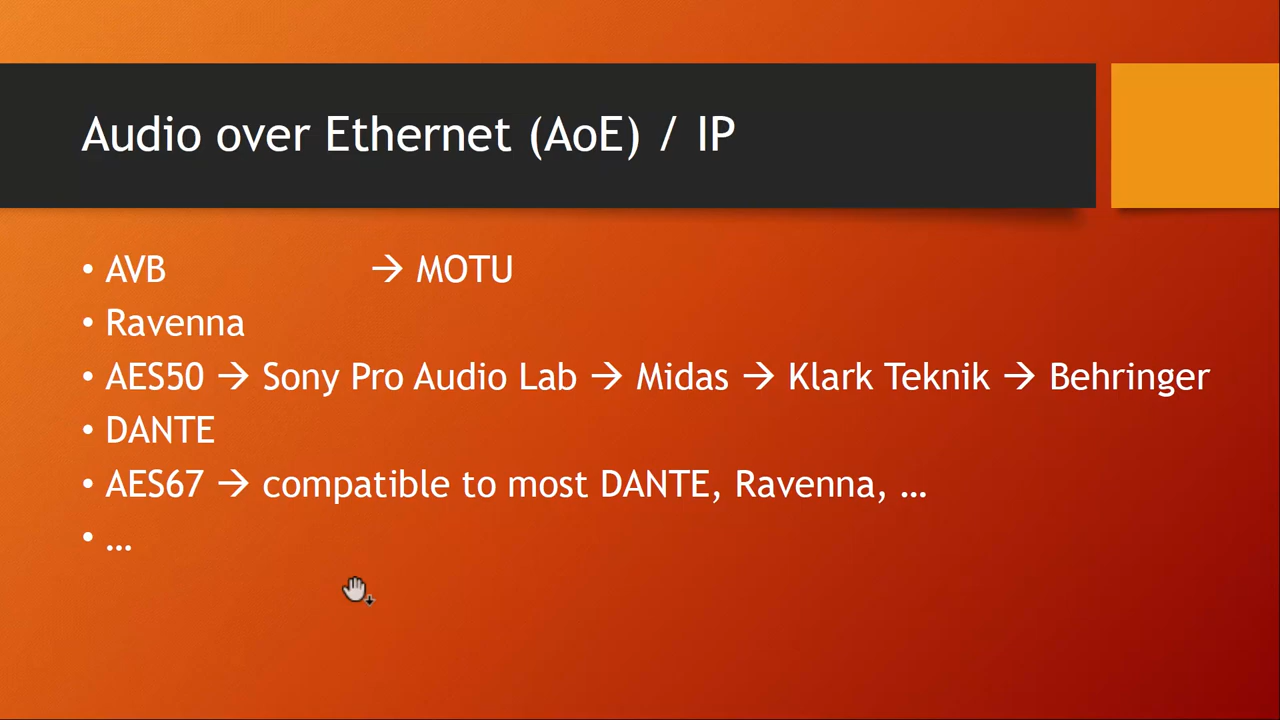 Audio over Ethernet (AoE) / IP
• AVB → MOTU
• Ravenna
• AES50 → Sony Pro Audio Lab → Midas → Klark Teknik → Behringer
• DANTE
• AES67 → compatible to most DANTE, Ravenna, …
• …